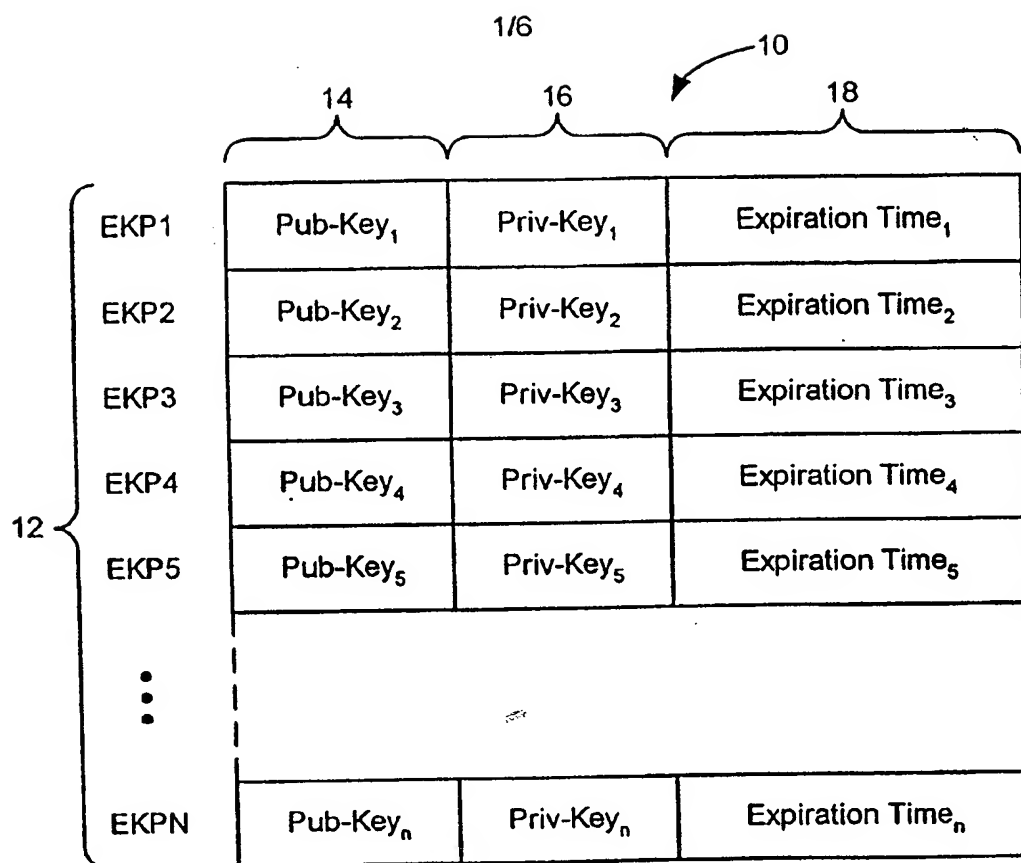 1/6
10
14 16 18
EKP1 Pub-Key₁ Priv-Key₁ Expiration Time₁
EKP2 Pub-Key₂ Priv-Key₂ Expiration Time₂
EKP3 Pub-Key₃ Priv-Key₃ Expiration Time₃
EKP4 Pub-Key₄ Priv-Key₄ Expiration Time₄
12
EKP5 Pub-Key₅ Priv-Key₅ Expiration Time₅
EKPN Pub-Keyₙ Priv-Keyₙ Expiration Timeₙ